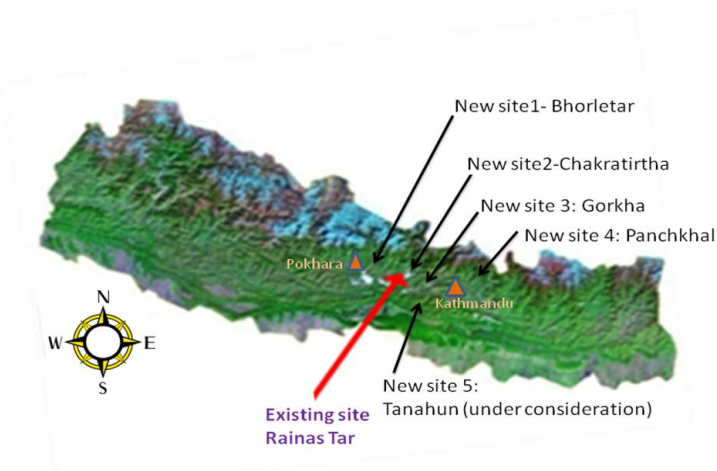 New site1- Bhorletar
New site2-Chakratirtha
New site 3: Gorkha
New site 4: Panchkhal
Pokhara
Kathmandu
N
W
E
S
New site 5:
Tanahun (under consideration)
Existing site
Rainas Tar